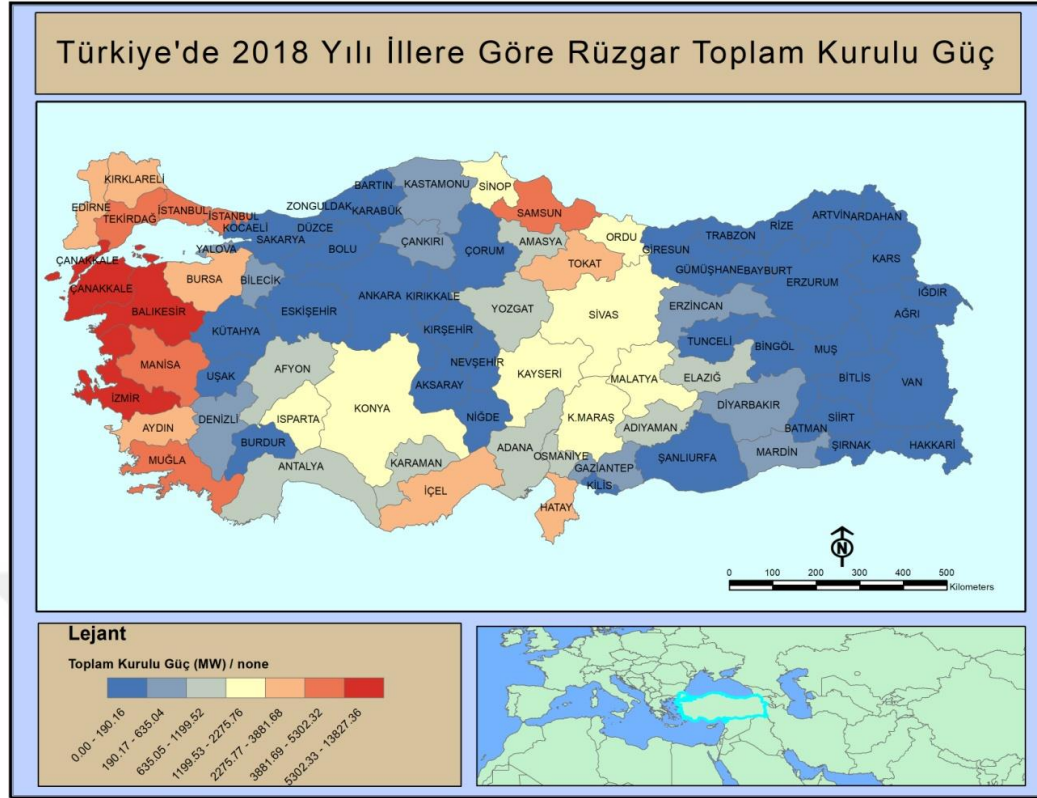 Türkiye'de 2018 Yılı İllere Göre Rüzgar Toplam Kurulu Güç
KIRKLARELİ
EDİRNE
TEKİRDAĞ
İSTANBUL
İSTANBUL
KOCAELİ
YALOVA
SAKARYA
DÜZCE
ZONGULDAK
BARTIN
KARABÜK
KASTAMONU
SİNOP
SAMSUN
ORDU
GİRESUN
TRABZON
RİZE
ARTVİN
ARDAHAN
ÇANAKKALE
ÇANAKKALE
BURSA
BİLECİK
BOLU
ÇANKIRI
ÇORUM
AMASYA
TOKAT
GÜMÜŞHANE
BAYBURT
ERZURUM
KARS
IĞDIR
AĞRI
BALIKESİR
KÜTAHYA
ESKİŞEHİR
ANKARA
KIRIKKALE
KIRŞEHİR
YOZGAT
SİVAS
ERZİNCAN
TUNCELİ
BİNGÖL
MUŞ
MANİSA
UŞAK
AFYON
NEVŞEHİR
KAYSERİ
MALATYA
ELAZIĞ
BİTLİS
VAN
İZMİR
AYDIN
DENİZLİ
ISPARTA
KONYA
AKSARAY
NİĞDE
K.MARAŞ
ADIYAMAN
DİYARBAKIR
BATMAN
SİİRT
ŞIRNAK
HAKKARİ
MUĞLA
BURDUR
ANTALYA
KARAMAN
İÇEL
ADANA
OSMANİYE
GAZİANTEP
KİLİS
ŞANLIURFA
MARDİN
HATAY
N
0 100 200 300 400 500
Kilometers
Lejant
Toplam Kurulu Güç (MW) / none
0.00 - 190.16
190.17 - 635.04
635.05 - 1199.52
1199.53 - 2275.76
2275.77 - 3881.68
3881.69 - 5302.32
5302.33 - 13827.36